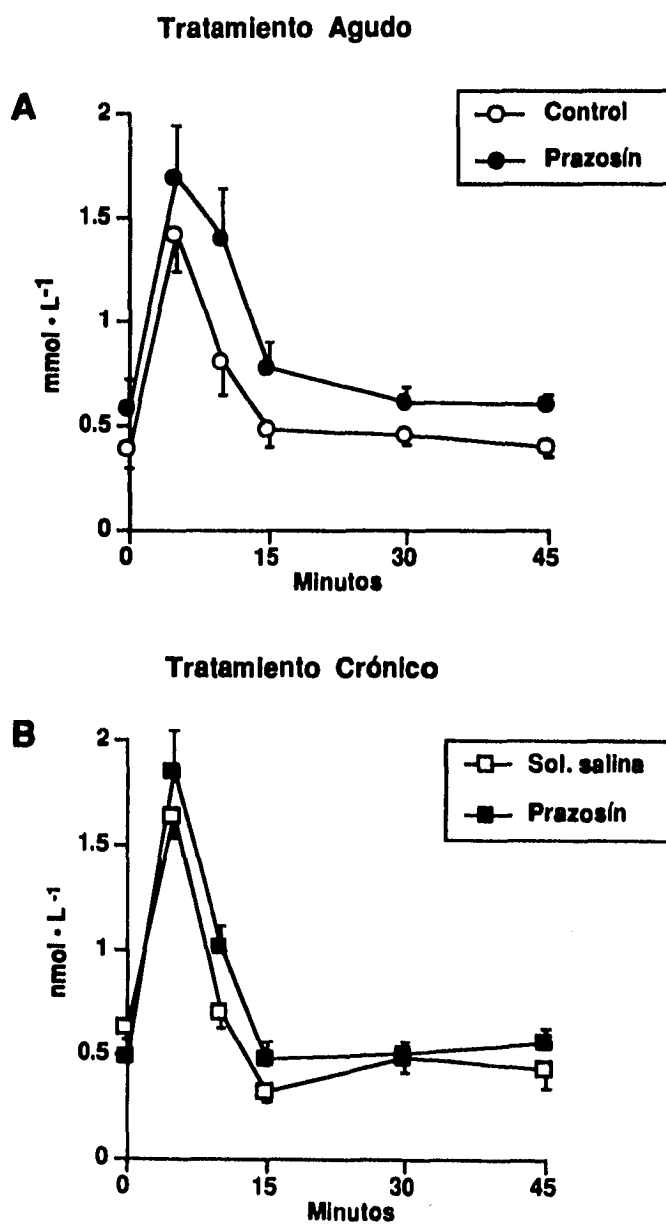 Tratamiento Agudo
A
Control
Prazosín
2
1.5
1
0.5
0
mmol • L-1
0 15 30 45
Minutos
Tratamiento Crónico
B
Sol. salina
Prazosín
2
1.5
1
0.5
0
nmol • L-1
0 15 30 45
Minutos